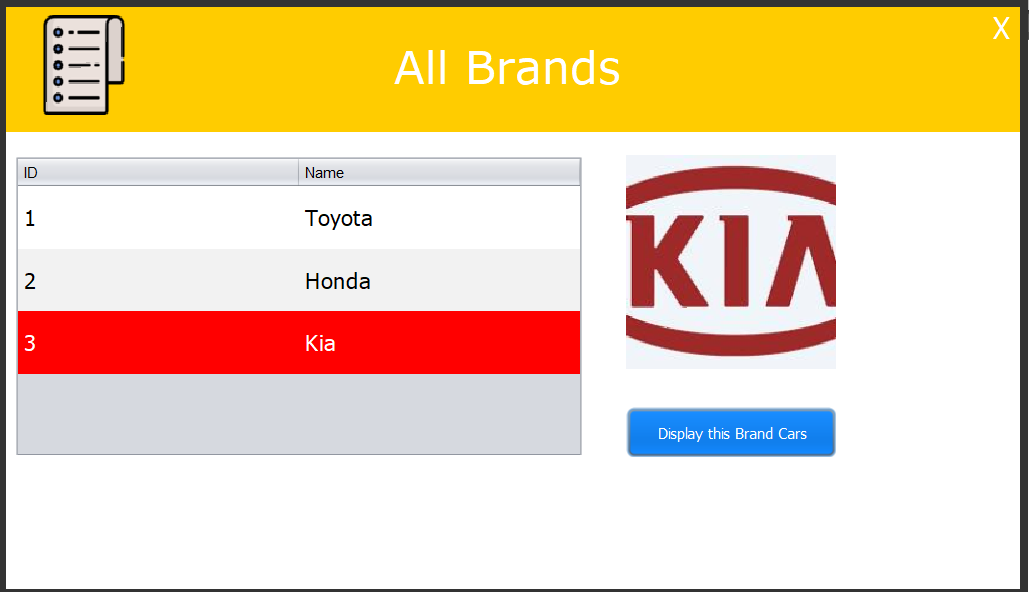 X
All Brands
ID Name
1 Toyota
2 Honda
3 Kia
KIA
Display this Brand Cars